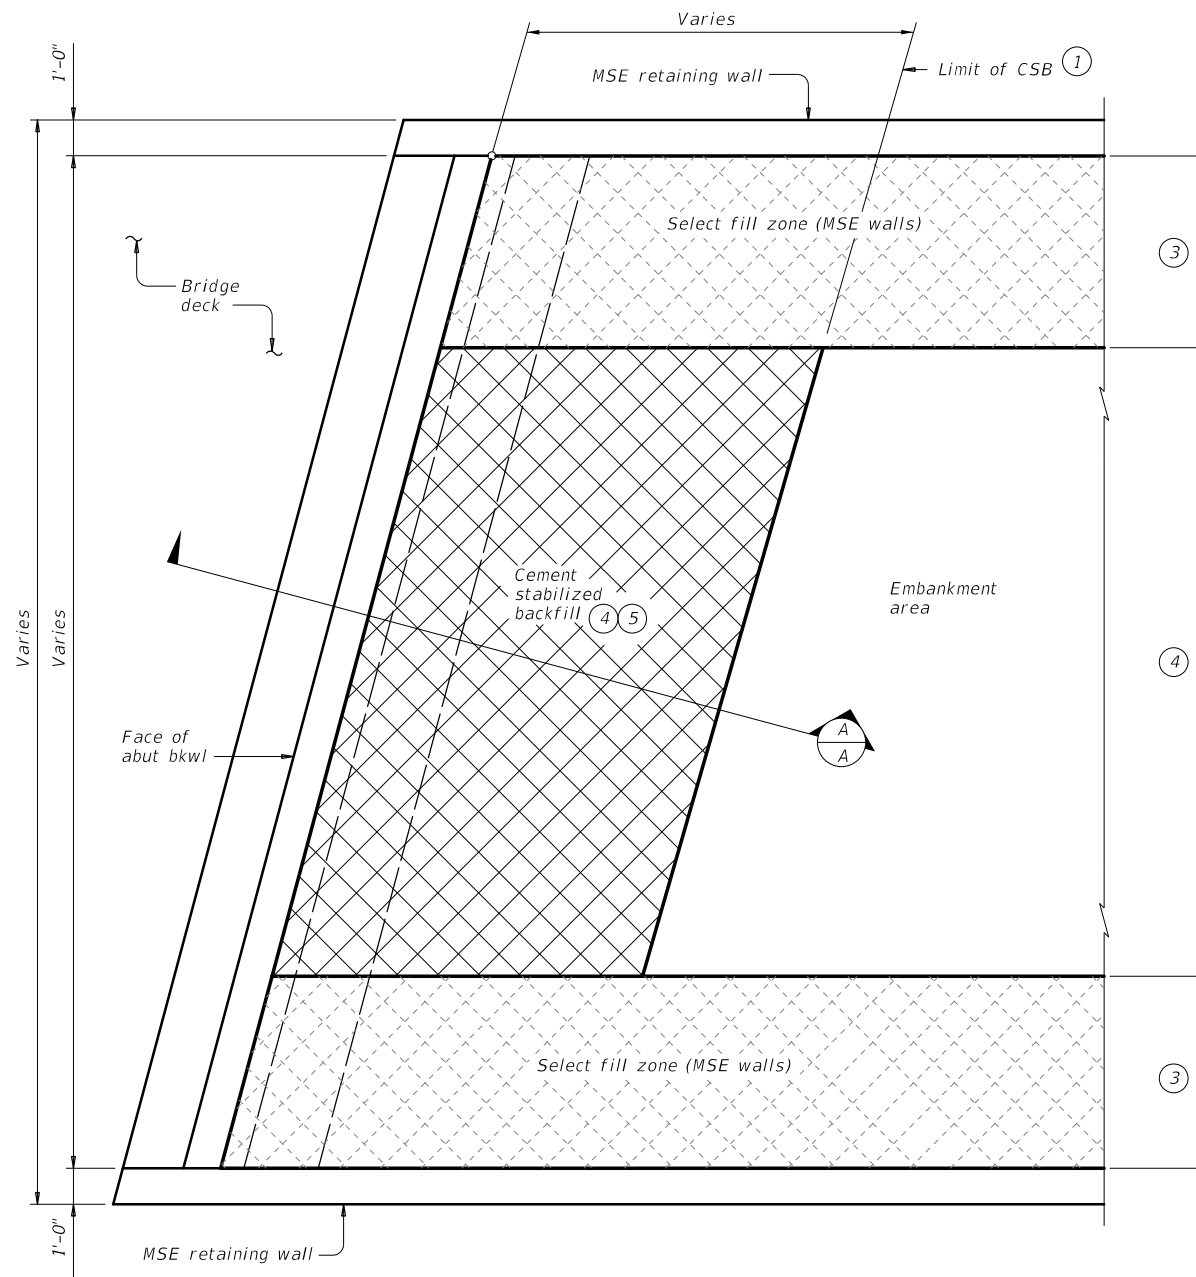 Varies
1'-0"
MSE retaining wall
Limit of CSB 1
Select fill zone (MSE walls)
3
Bridge
deck
Cement
stabilized
backfill 4 5
Embankment
area
Varies
Varies
4
Face of
abut bkwl
A
A
Select fill zone (MSE walls)
3
1'-0"
MSE retaining wall